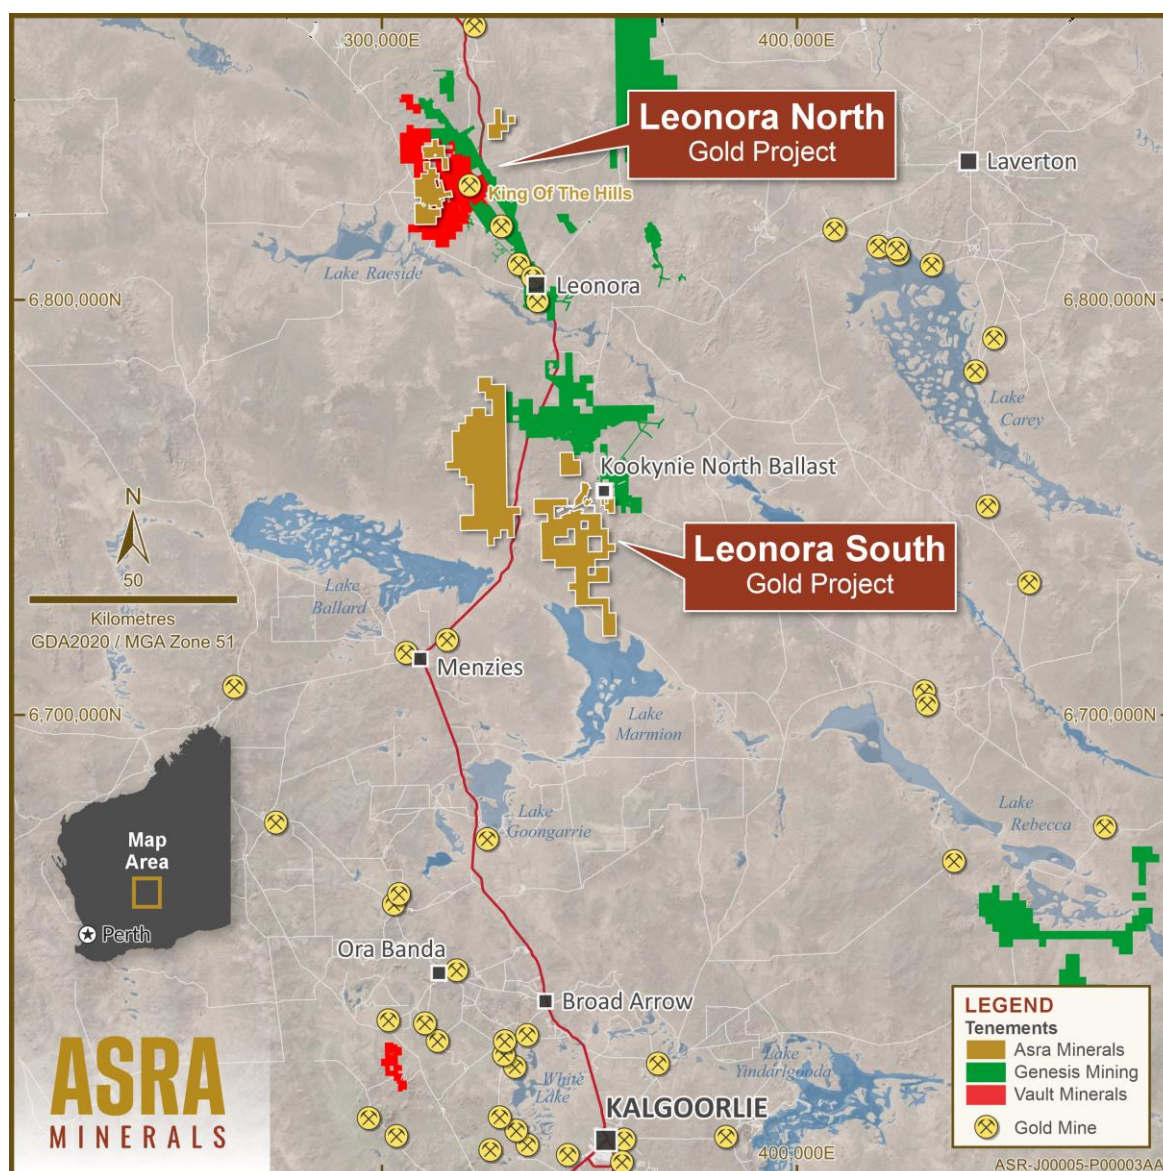 300,000E
400,000E
Leonora North
Gold Project
Laverton
King Of The Hills
Lake Raeside
Leonora
6,800,000N
6,800,000N
Lake
Carey
Kookynie North Ballast
N
50
Kilometres
GDA2020 / MGA Zone 51
Leonora South
Gold Project
Lake
Ballard
Menzies
6,700,000N
6,700,000N
Lake
Marmion
Lake
Goongarrie
Lake
Rebecca
Map
Area
Perth
Ora Banda
Broad Arrow
LEGEND
Tenements
Asra Minerals
Genesis Mining
Vault Minerals
Gold Mine
ASRA
MINERALS
White
Lake
Lake
Yindarlgooda
KALGOORLIE
400,000E
ASR-J00005-P00003AA